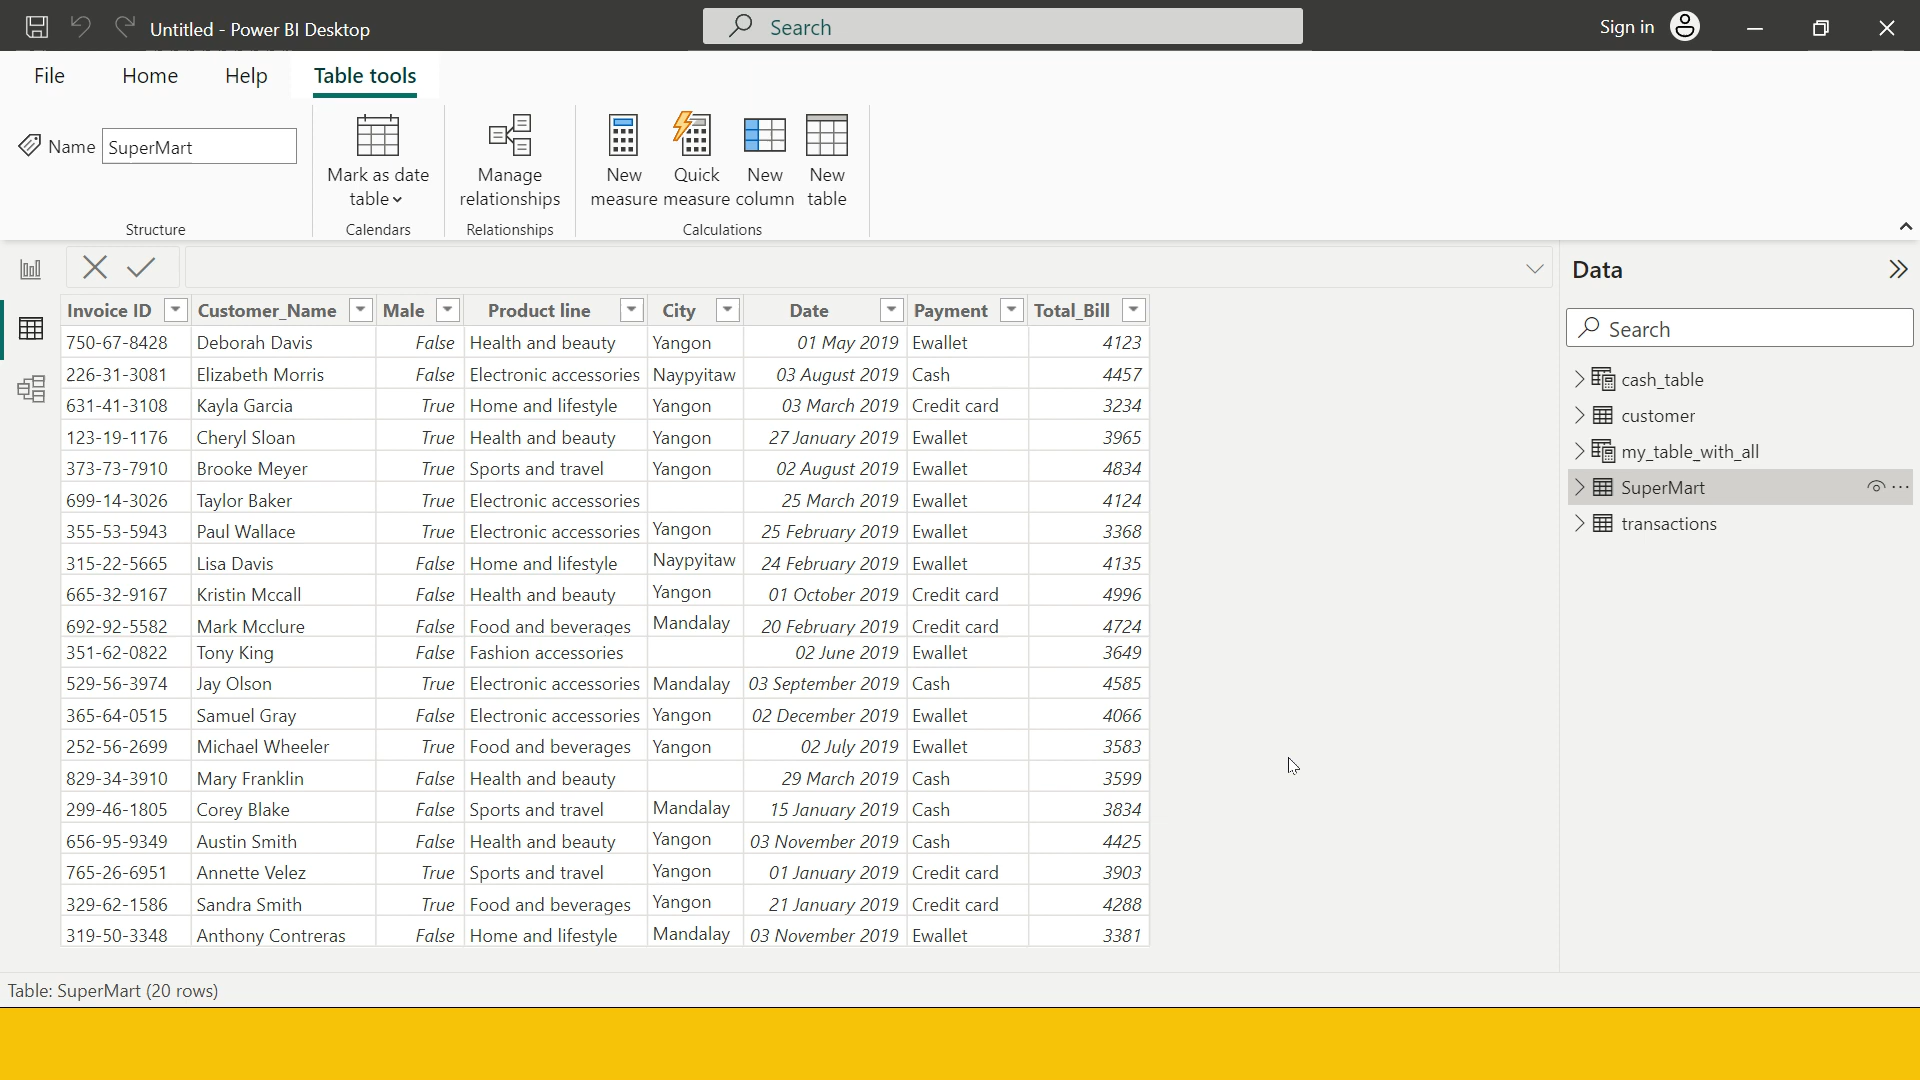 Untitled - Power BI Desktop
Search
Sign in
File Home Help Table tools
Name SuperMart
Mark as date table
Manage relationships
New measure
Quick measure
New column
New table
Structure Calendars Relationships Calculations
Invoice ID Customer_Name Male Product line City Date Payment Total_Bill
750-67-8428 Deborah Davis False Health and beauty Yangon 01 May 2019 Ewallet 4123
226-31-3081 Elizabeth Morris False Electronic accessories Naypyitaw 03 August 2019 Cash 4457
631-41-3108 Kayla Garcia True Home and lifestyle Yangon 03 March 2019 Credit card 3234
123-19-1176 Cheryl Sloan True Health and beauty Yangon 27 January 2019 Ewallet 3965
373-73-7910 Brooke Meyer True Sports and travel Yangon 02 August 2019 Ewallet 4834
699-14-3026 Taylor Baker True Electronic accessories 25 March 2019 Ewallet 4124
355-53-5943 Paul Wallace True Electronic accessories Yangon 25 February 2019 Ewallet 3368
315-22-5665 Lisa Davis False Home and lifestyle Naypyitaw 24 February 2019 Ewallet 4135
665-32-9167 Kristin Mccall False Health and beauty Yangon 01 October 2019 Credit card 4996
692-92-5582 Mark Mcclure False Food and beverages Mandalay 20 February 2019 Credit card 4724
351-62-0822 Tony King False Fashion accessories 02 June 2019 Ewallet 3649
529-56-3974 Jay Olson True Electronic accessories Mandalay 03 September 2019 Cash 4585
365-64-0515 Samuel Gray False Electronic accessories Yangon 02 December 2019 Ewallet 4066
252-56-2699 Michael Wheeler True Food and beverages Yangon 02 July 2019 Ewallet 3583
829-34-3910 Mary Franklin False Health and beauty 29 March 2019 Cash 3599
299-46-1805 Corey Blake False Sports and travel Mandalay 15 January 2019 Cash 3834
656-95-9349 Austin Smith False Health and beauty Yangon 03 November 2019 Cash 4425
765-26-6951 Annette Velez True Sports and travel Yangon 01 January 2019 Credit card 3903
329-62-1586 Sandra Smith True Food and beverages Yangon 21 January 2019 Credit card 4288
319-50-3348 Anthony Contreras False Home and lifestyle Mandalay 03 November 2019 Ewallet 3381
Data
Search
cash_table
customer
my_table_with_all
SuperMart
transactions
Table: SuperMart (20 rows)